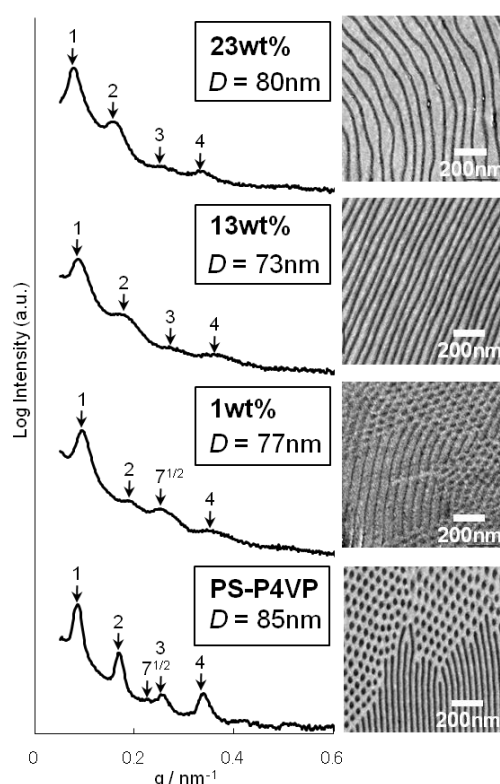 1
2
3
4
23wt%
D = 80nm
200nm
1
2
3
4
13wt%
D = 73nm
200nm
1
2
7^{1/2}
4
1wt%
D = 77nm
200nm
1
2
7^{1/2}
3
4
PS-P4VP
D = 85nm
200nm
Log Intensity (a.u.)
0
0.2
0.4
0.6
q / nm^{-1}